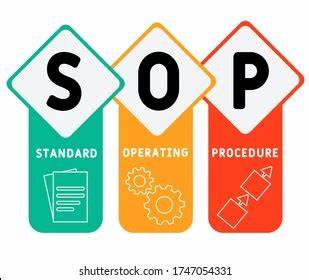 S O P
STANDARD OPERATING PROCEDURE
shutterstock.com · 1747054331